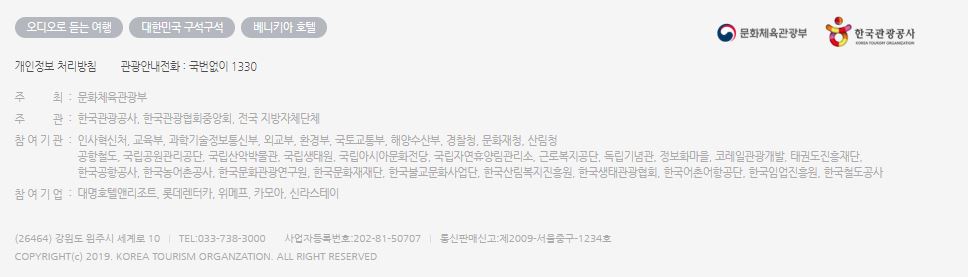 오디오로 듣는 여행 대한민국 구석구석 베니키아 호텔
문화체육관광부 한국관광공사
KOREA TOURISM ORGANIZATION
개인정보 처리방침 관광안내전화 : 국번없이 1330
주 최 : 문화체육관광부
주 관 : 한국관광공사, 한국관광협회중앙회, 전국 지방자체단체
참여기관 : 인사혁신처, 교육부, 과학기술정보통신부, 외교부, 환경부, 국토교통부, 해양수산부, 경찰청, 문화재청, 산림청
공항철도, 국립공원관리공단, 국립산악박물관, 국립생태원, 국립아시아문화전당, 국립자연휴양림관리소, 근로복지공단, 독립기념관, 정보화마을, 코레일관광개발, 태권도진흥재단,
한국공항공사, 한국농어촌공사, 한국문화관광연구원, 한국문화재재단, 한국불교문화사업단, 한국산림복지진흥원, 한국생태관광협회, 한국어촌어항공단, 한국임업진흥원, 한국철도공사
참여기업 : 대명호텔앤리조트, 롯데렌터카, 위메프, 카모아, 신라스테이
(26464) 강원도 원주시 세계로 10 | TEL:033-738-3000 사업자등록번호:202-81-50707 | 통신판매신고:제2009-서울중구-1234호
COPYRIGHT(c) 2019. KOREA TOURISM ORGANZATION. ALL RIGHT RESERVED